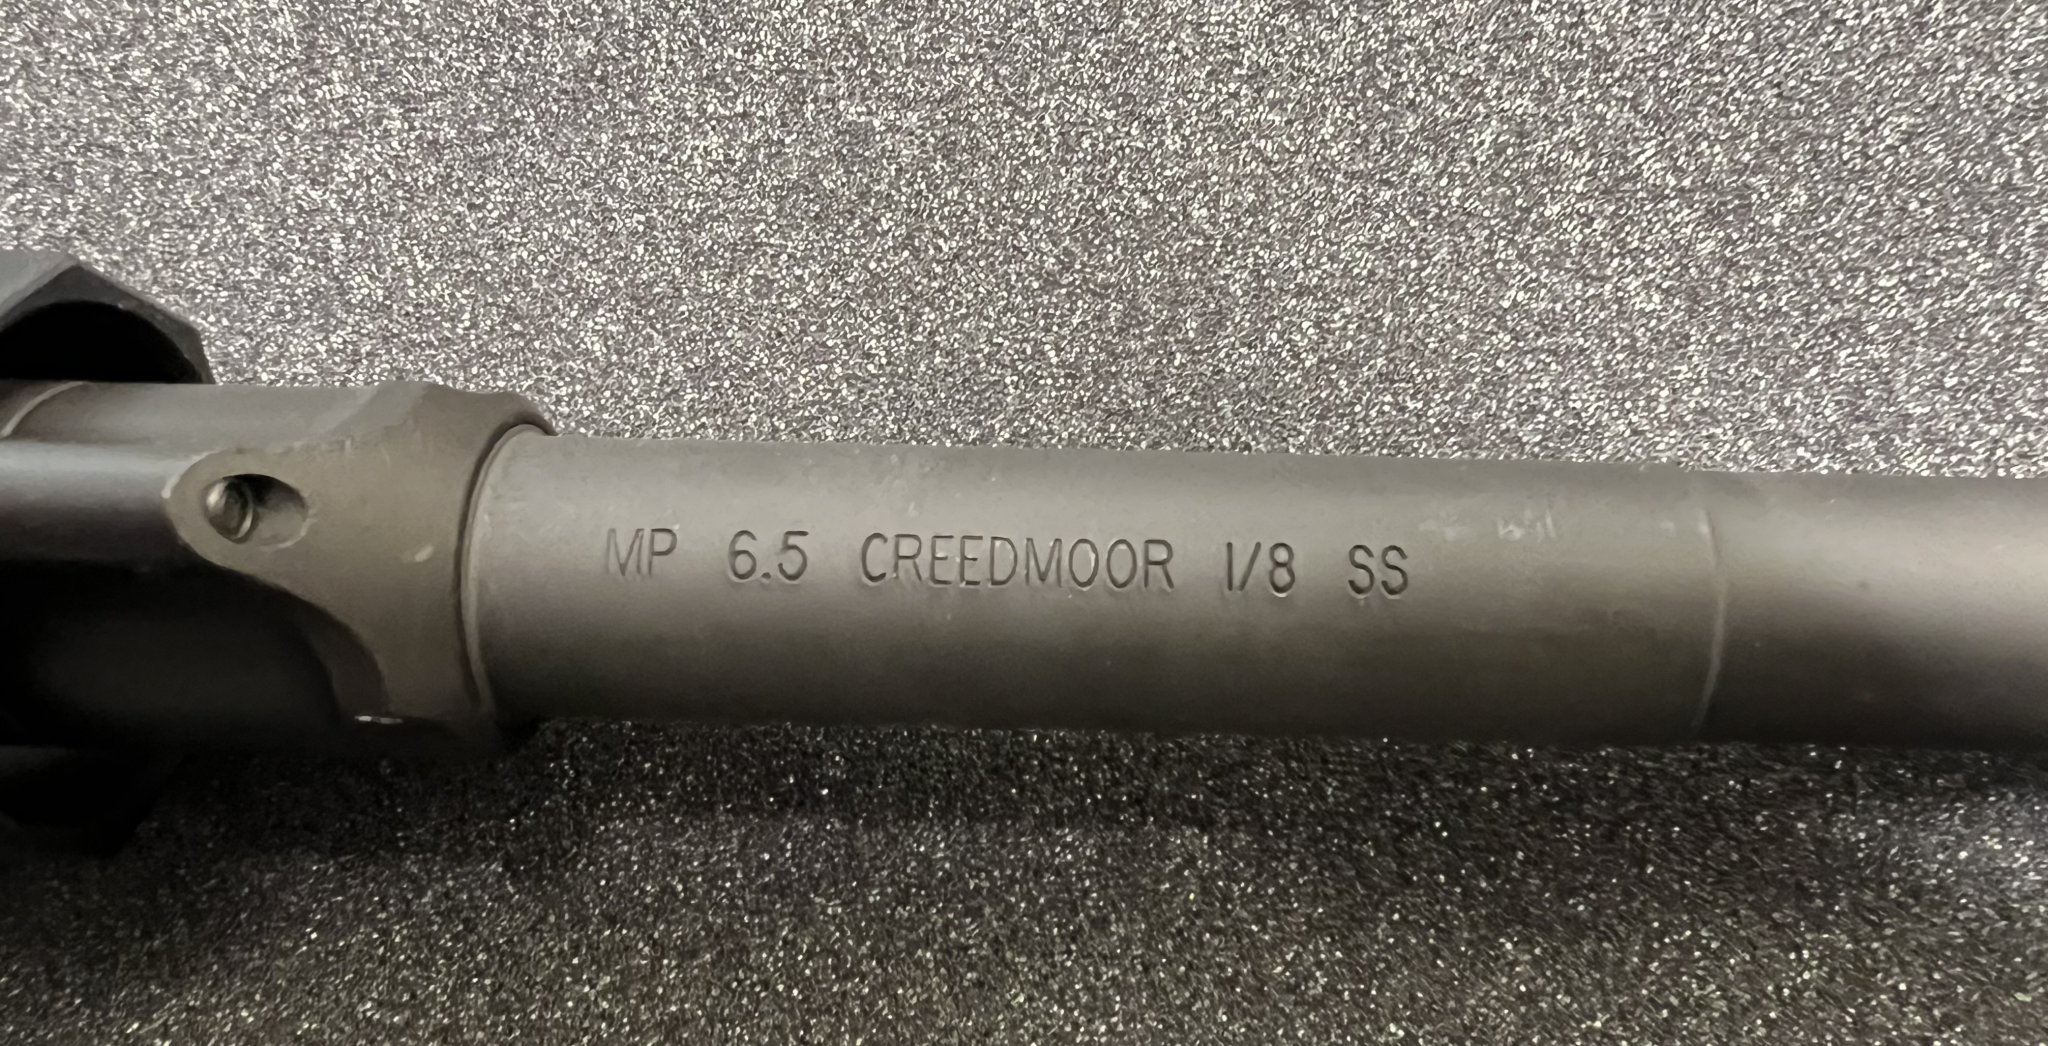 MP 6.5 CREEDMOOR 1/8 SS